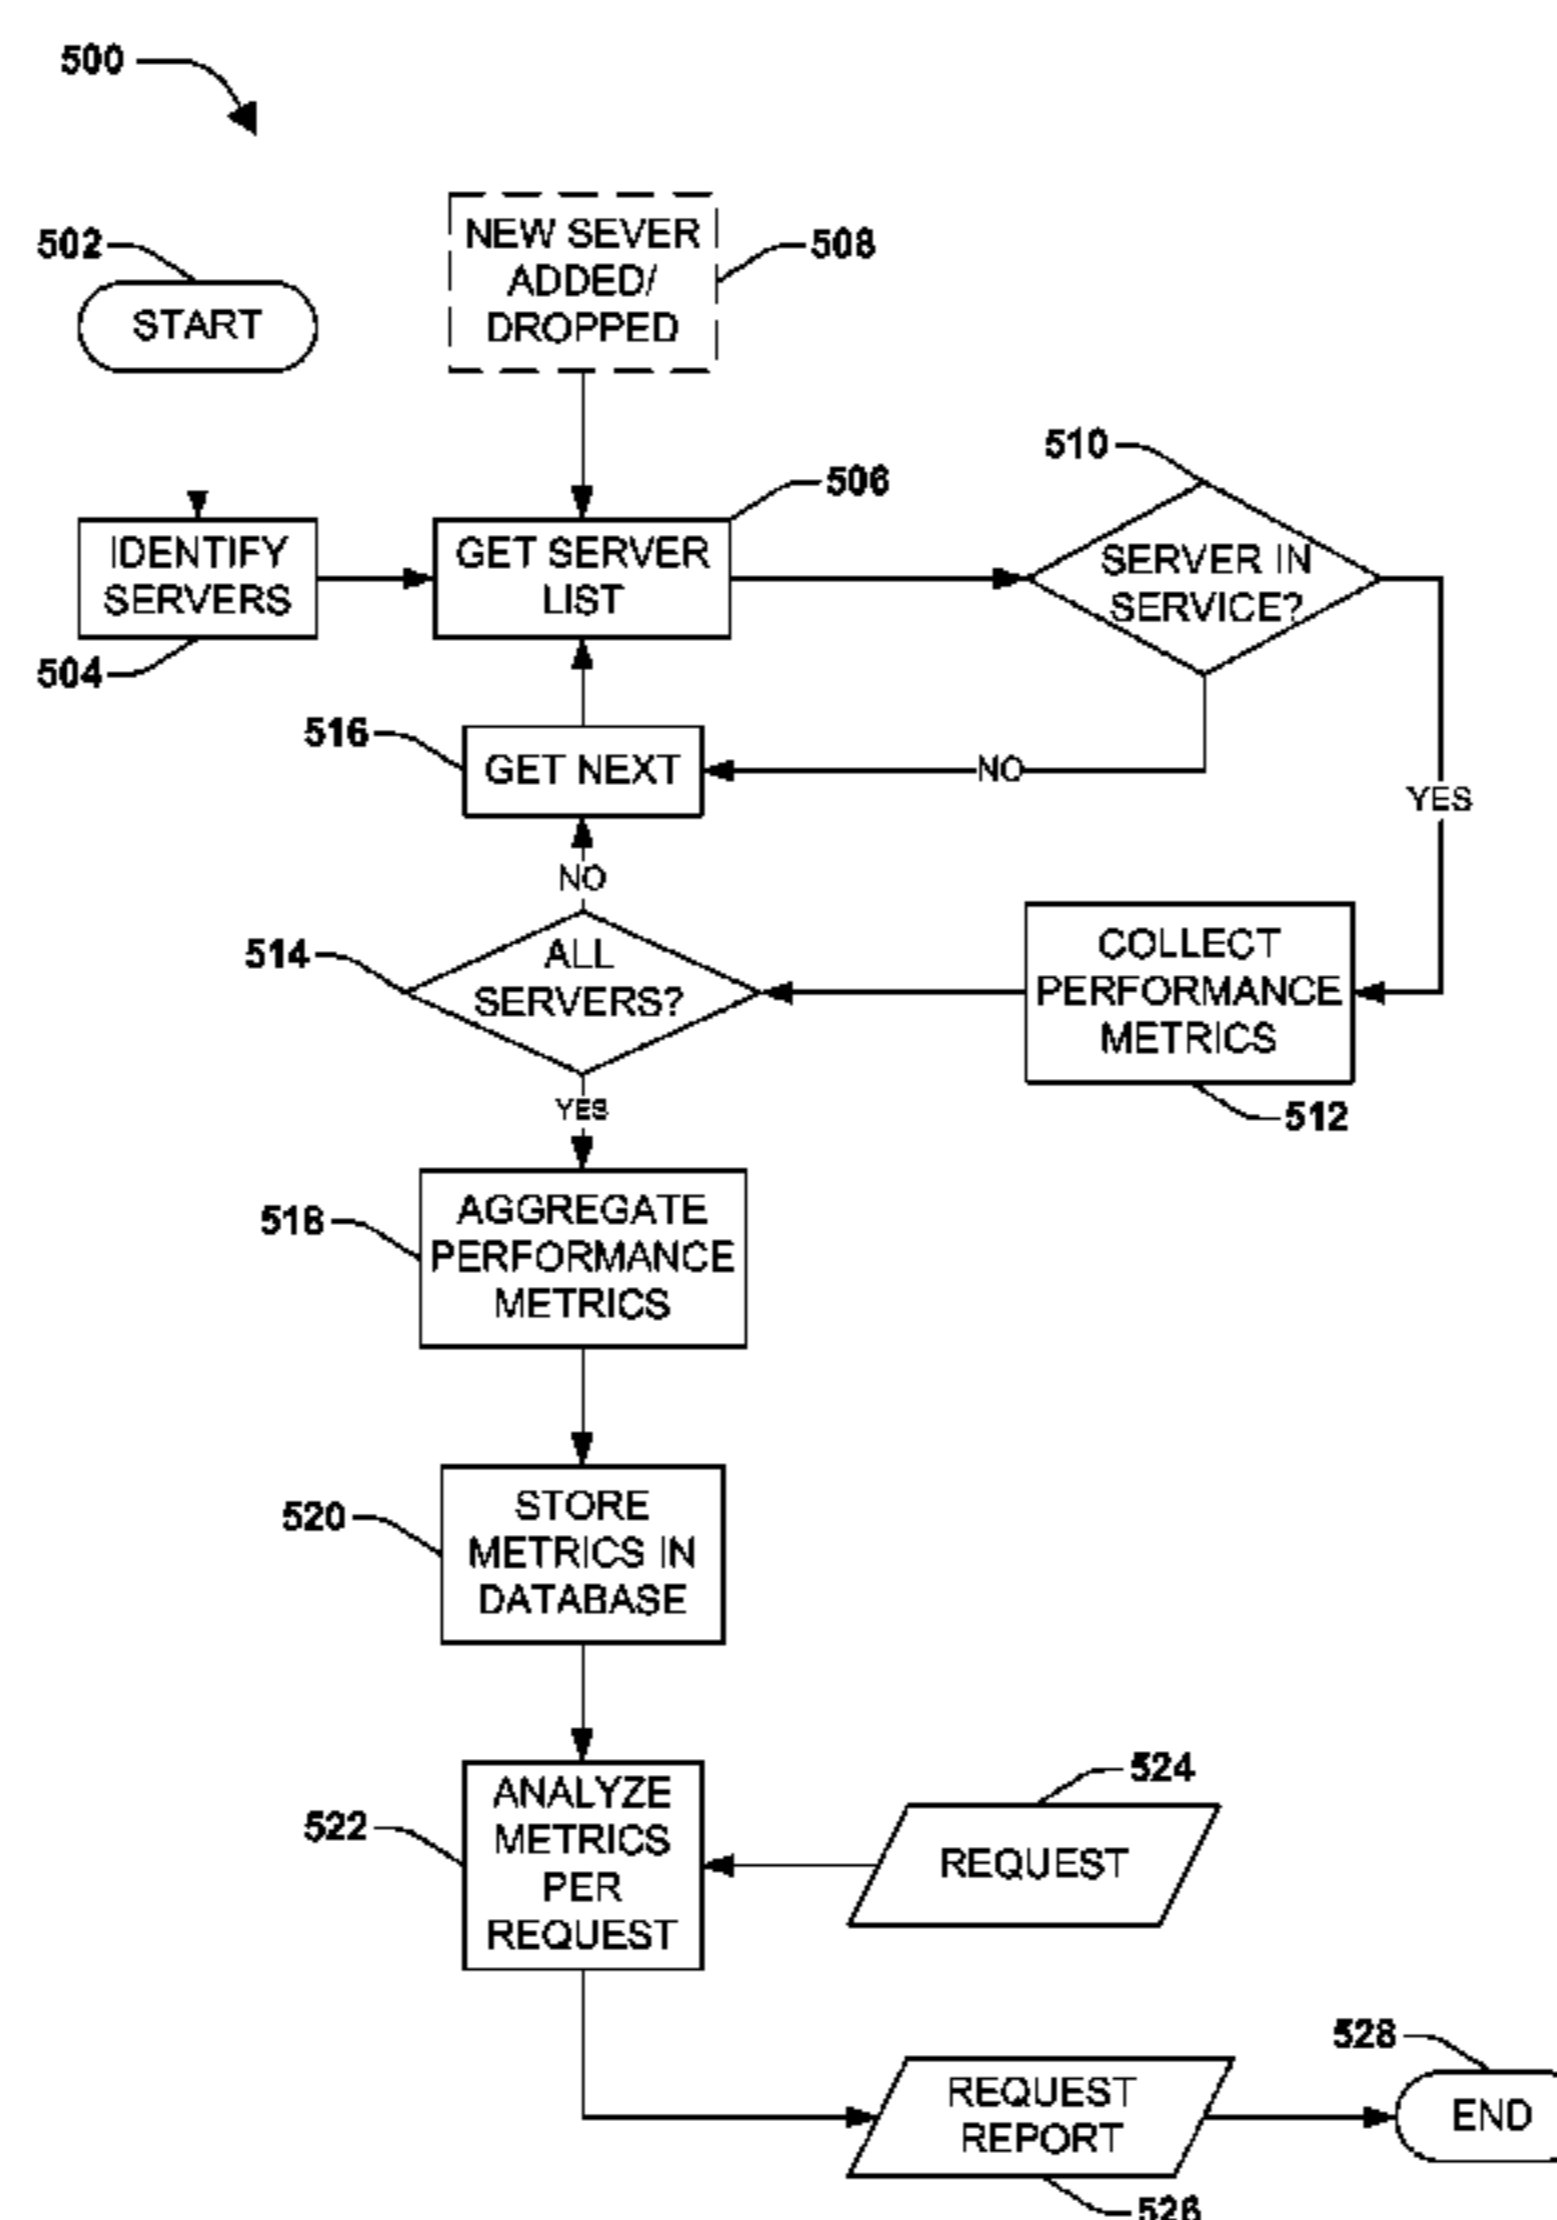 500
502
START
NEW SEVER
ADDED/
DROPPED
508
510
506
IDENTIFY
SERVERS
504
GET SERVER
LIST
SERVER IN
SERVICE?
516
GET NEXT
NO
YES
NO
514
ALL
SERVERS?
COLLECT
PERFORMANCE
METRICS
512
YES
518
AGGREGATE
PERFORMANCE
METRICS
520
STORE
METRICS IN
DATABASE
522
ANALYZE
METRICS
PER
REQUEST
524
REQUEST
528
REQUEST
REPORT
END
526